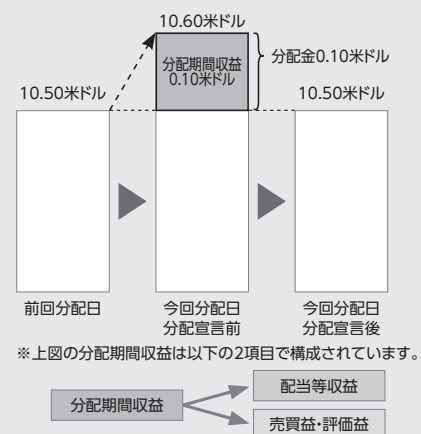 10.60米ドル
分配期間収益
0.10米ドル
分配金0.10米ドル
10.50米ドル
10.50米ドル
前回分配日
今回分配日
分配宣言前
今回分配日
分配宣言後
※上図の分配期間収益は以下の2項目で構成されています。
分配期間収益
配当等収益
売買益・評価益